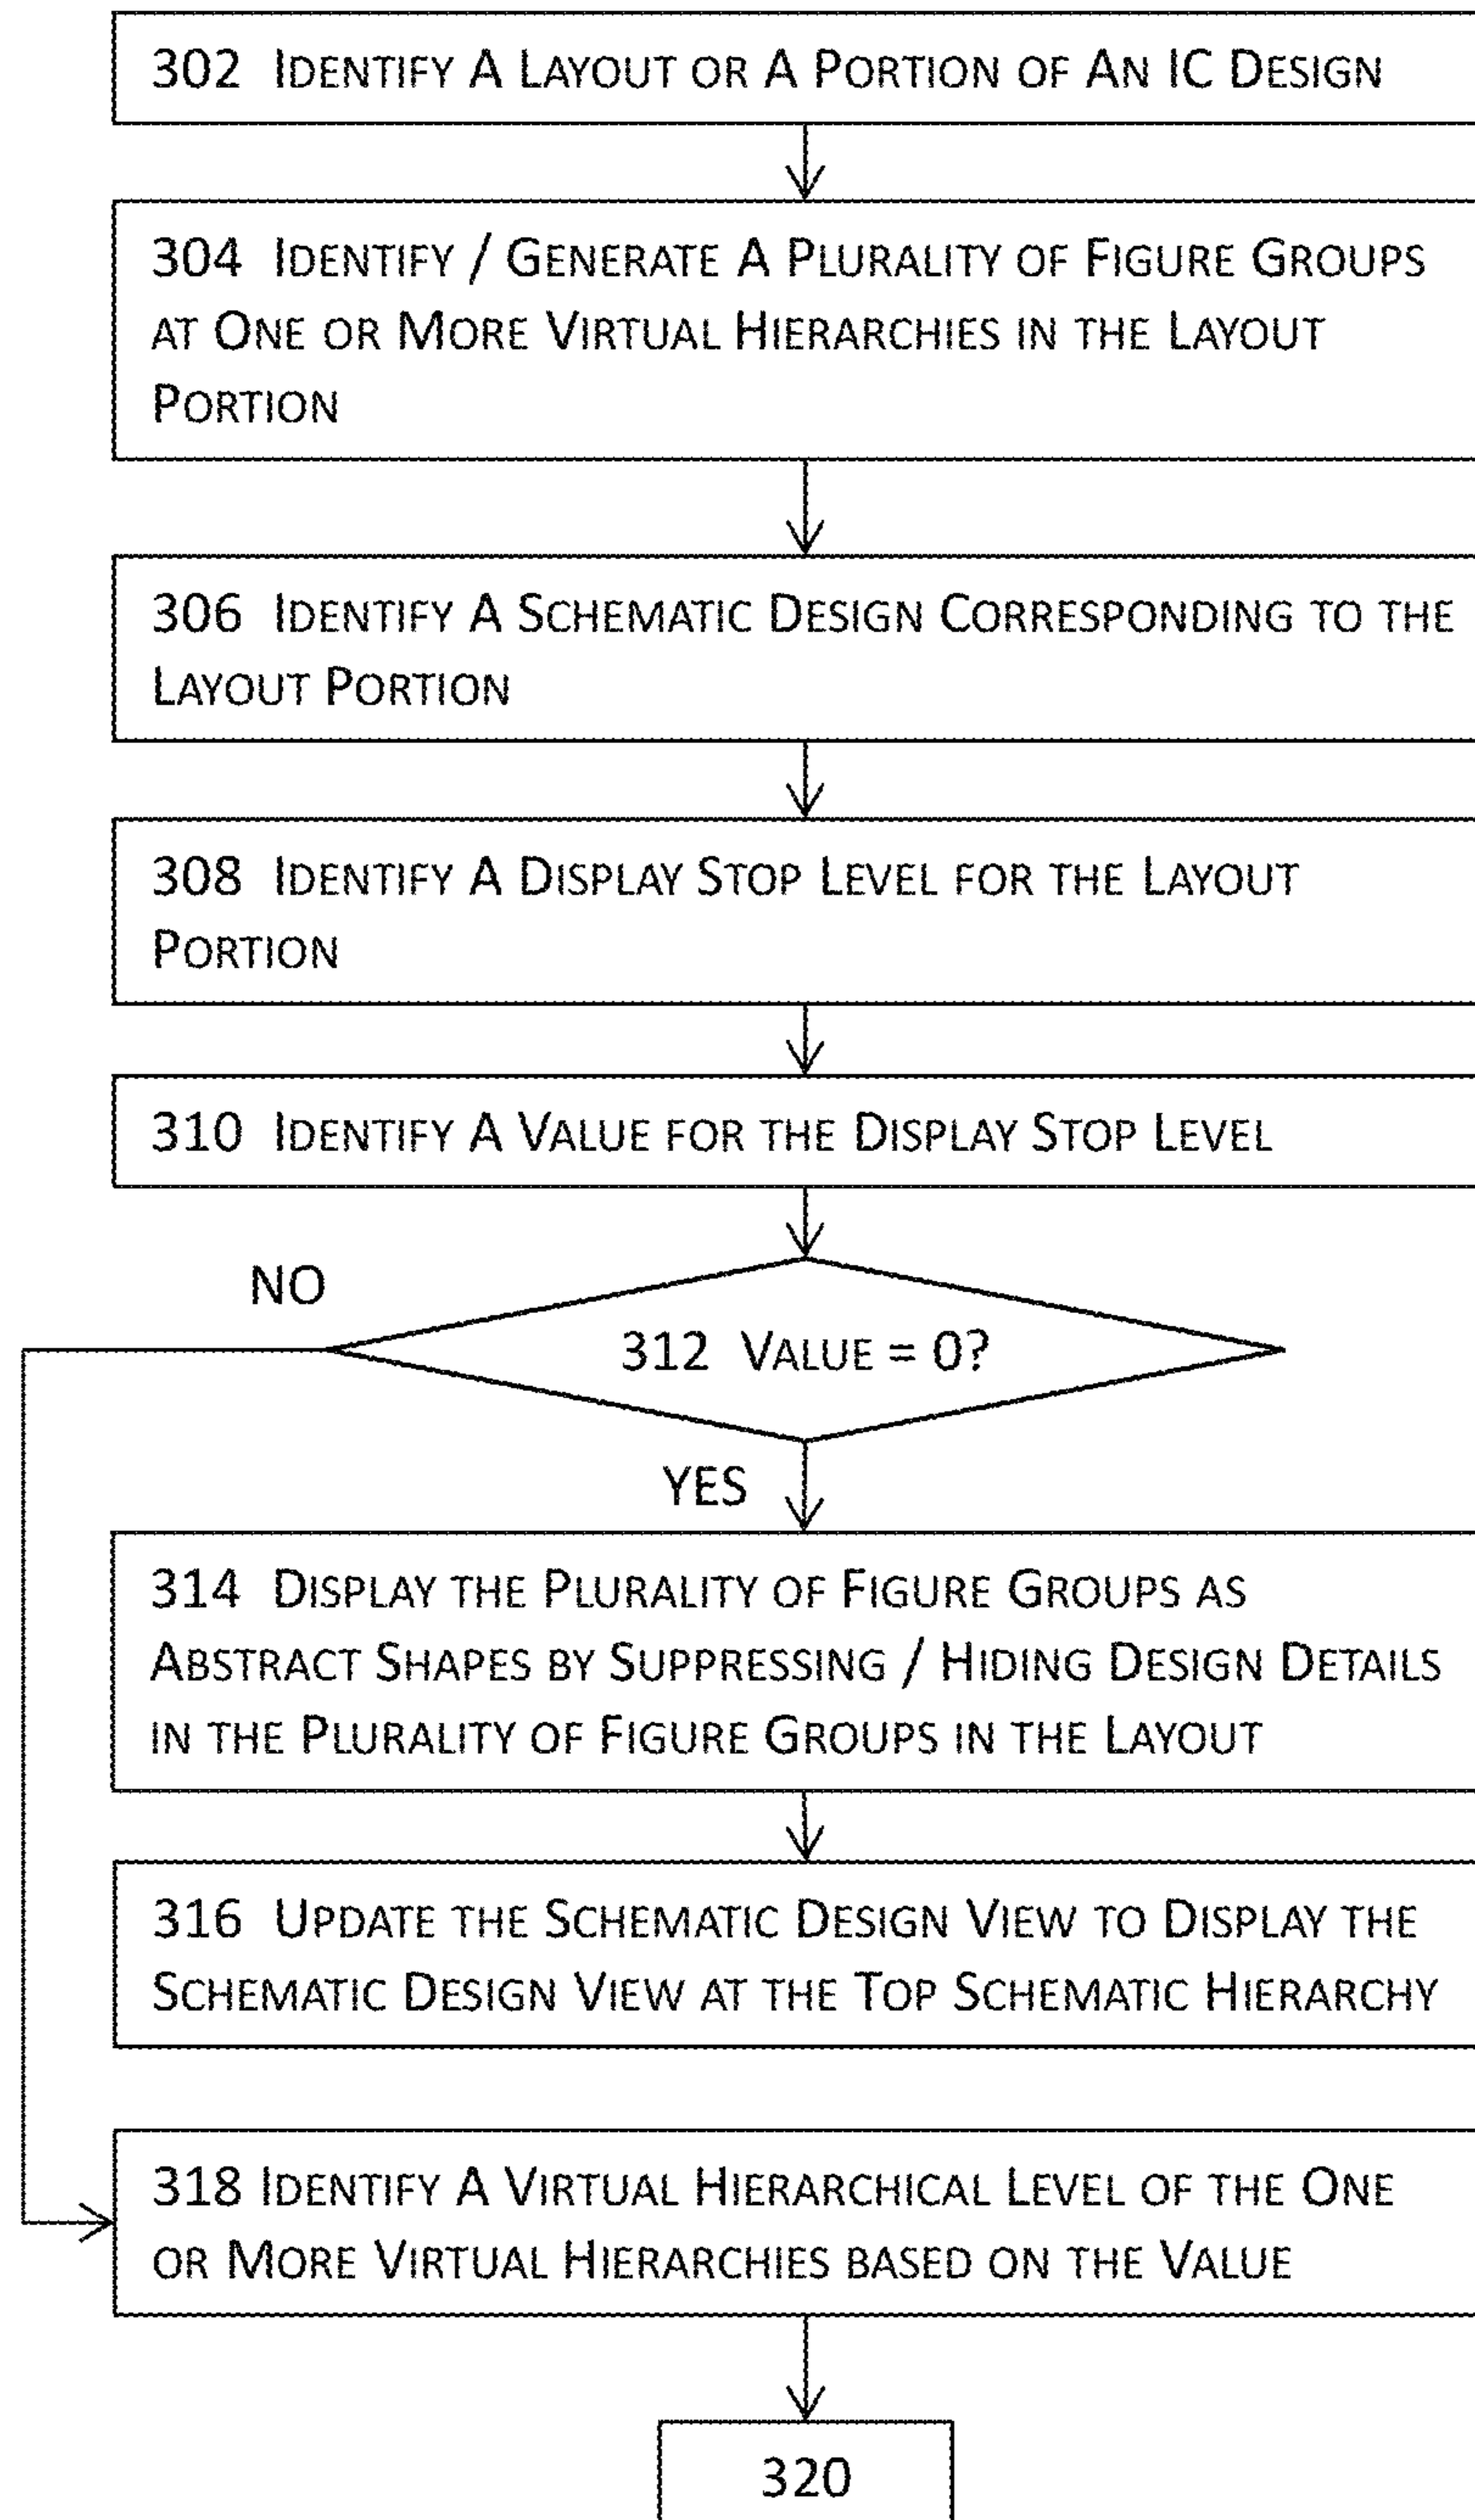 302 Identify A Layout or A Portion of An IC Design
304 Identify / Generate A Plurality of Figure Groups
at One or More Virtual Hierarchies in the Layout
Portion
306 Identify A Schematic Design Corresponding to the
Layout Portion
308 Identify A Display Stop Level for the Layout
Portion
310 Identify A Value for the Display Stop Level
NO
312 Value = 0?
YES
314 Display the Plurality of Figure Groups as
Abstract Shapes by Suppressing / Hiding Design Details
in the Plurality of Figure Groups in the Layout
316 Update the Schematic Design View to Display the
Schematic Design View at the Top Schematic Hierarchy
318 Identify A Virtual Hierarchical Level of the One
or More Virtual Hierarchies based on the Value
320